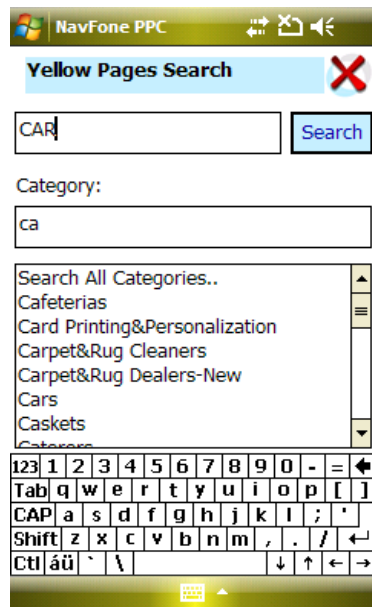 NavFone PPC
Yellow Pages Search
CAR
Search
Category:
ca
Search All Categories..
Cafeterias
Card Printing&Personalization
Carpet&Rug Cleaners
Carpet&Rug Dealers-New
Cars
Caskets
Caterers
123 1 2 3 4 5 6 7 8 9 0 - =
Tab q w e r t y u i o p [ ]
CAP a s d f g h j k l ; '
Shift z x c v b n m , . /
Ctl áü ` \ ↓ ↑ ← →